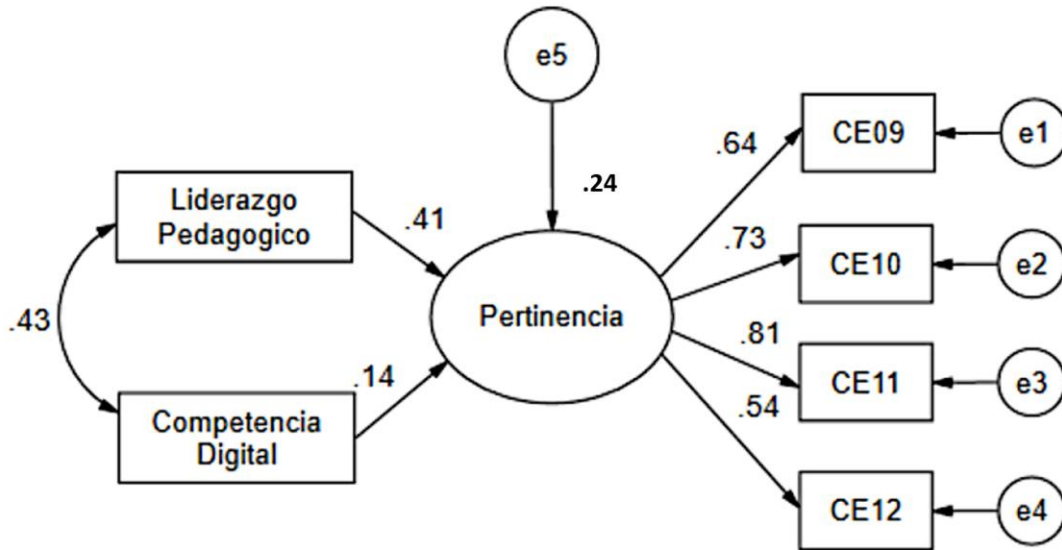 e5
.24
Liderazgo
Pedagogico
.41
.43
Competencia
Digital
.14
Pertinencia
.64
CE09
e1
.73
CE10
e2
.81
CE11
e3
.54
CE12
e4